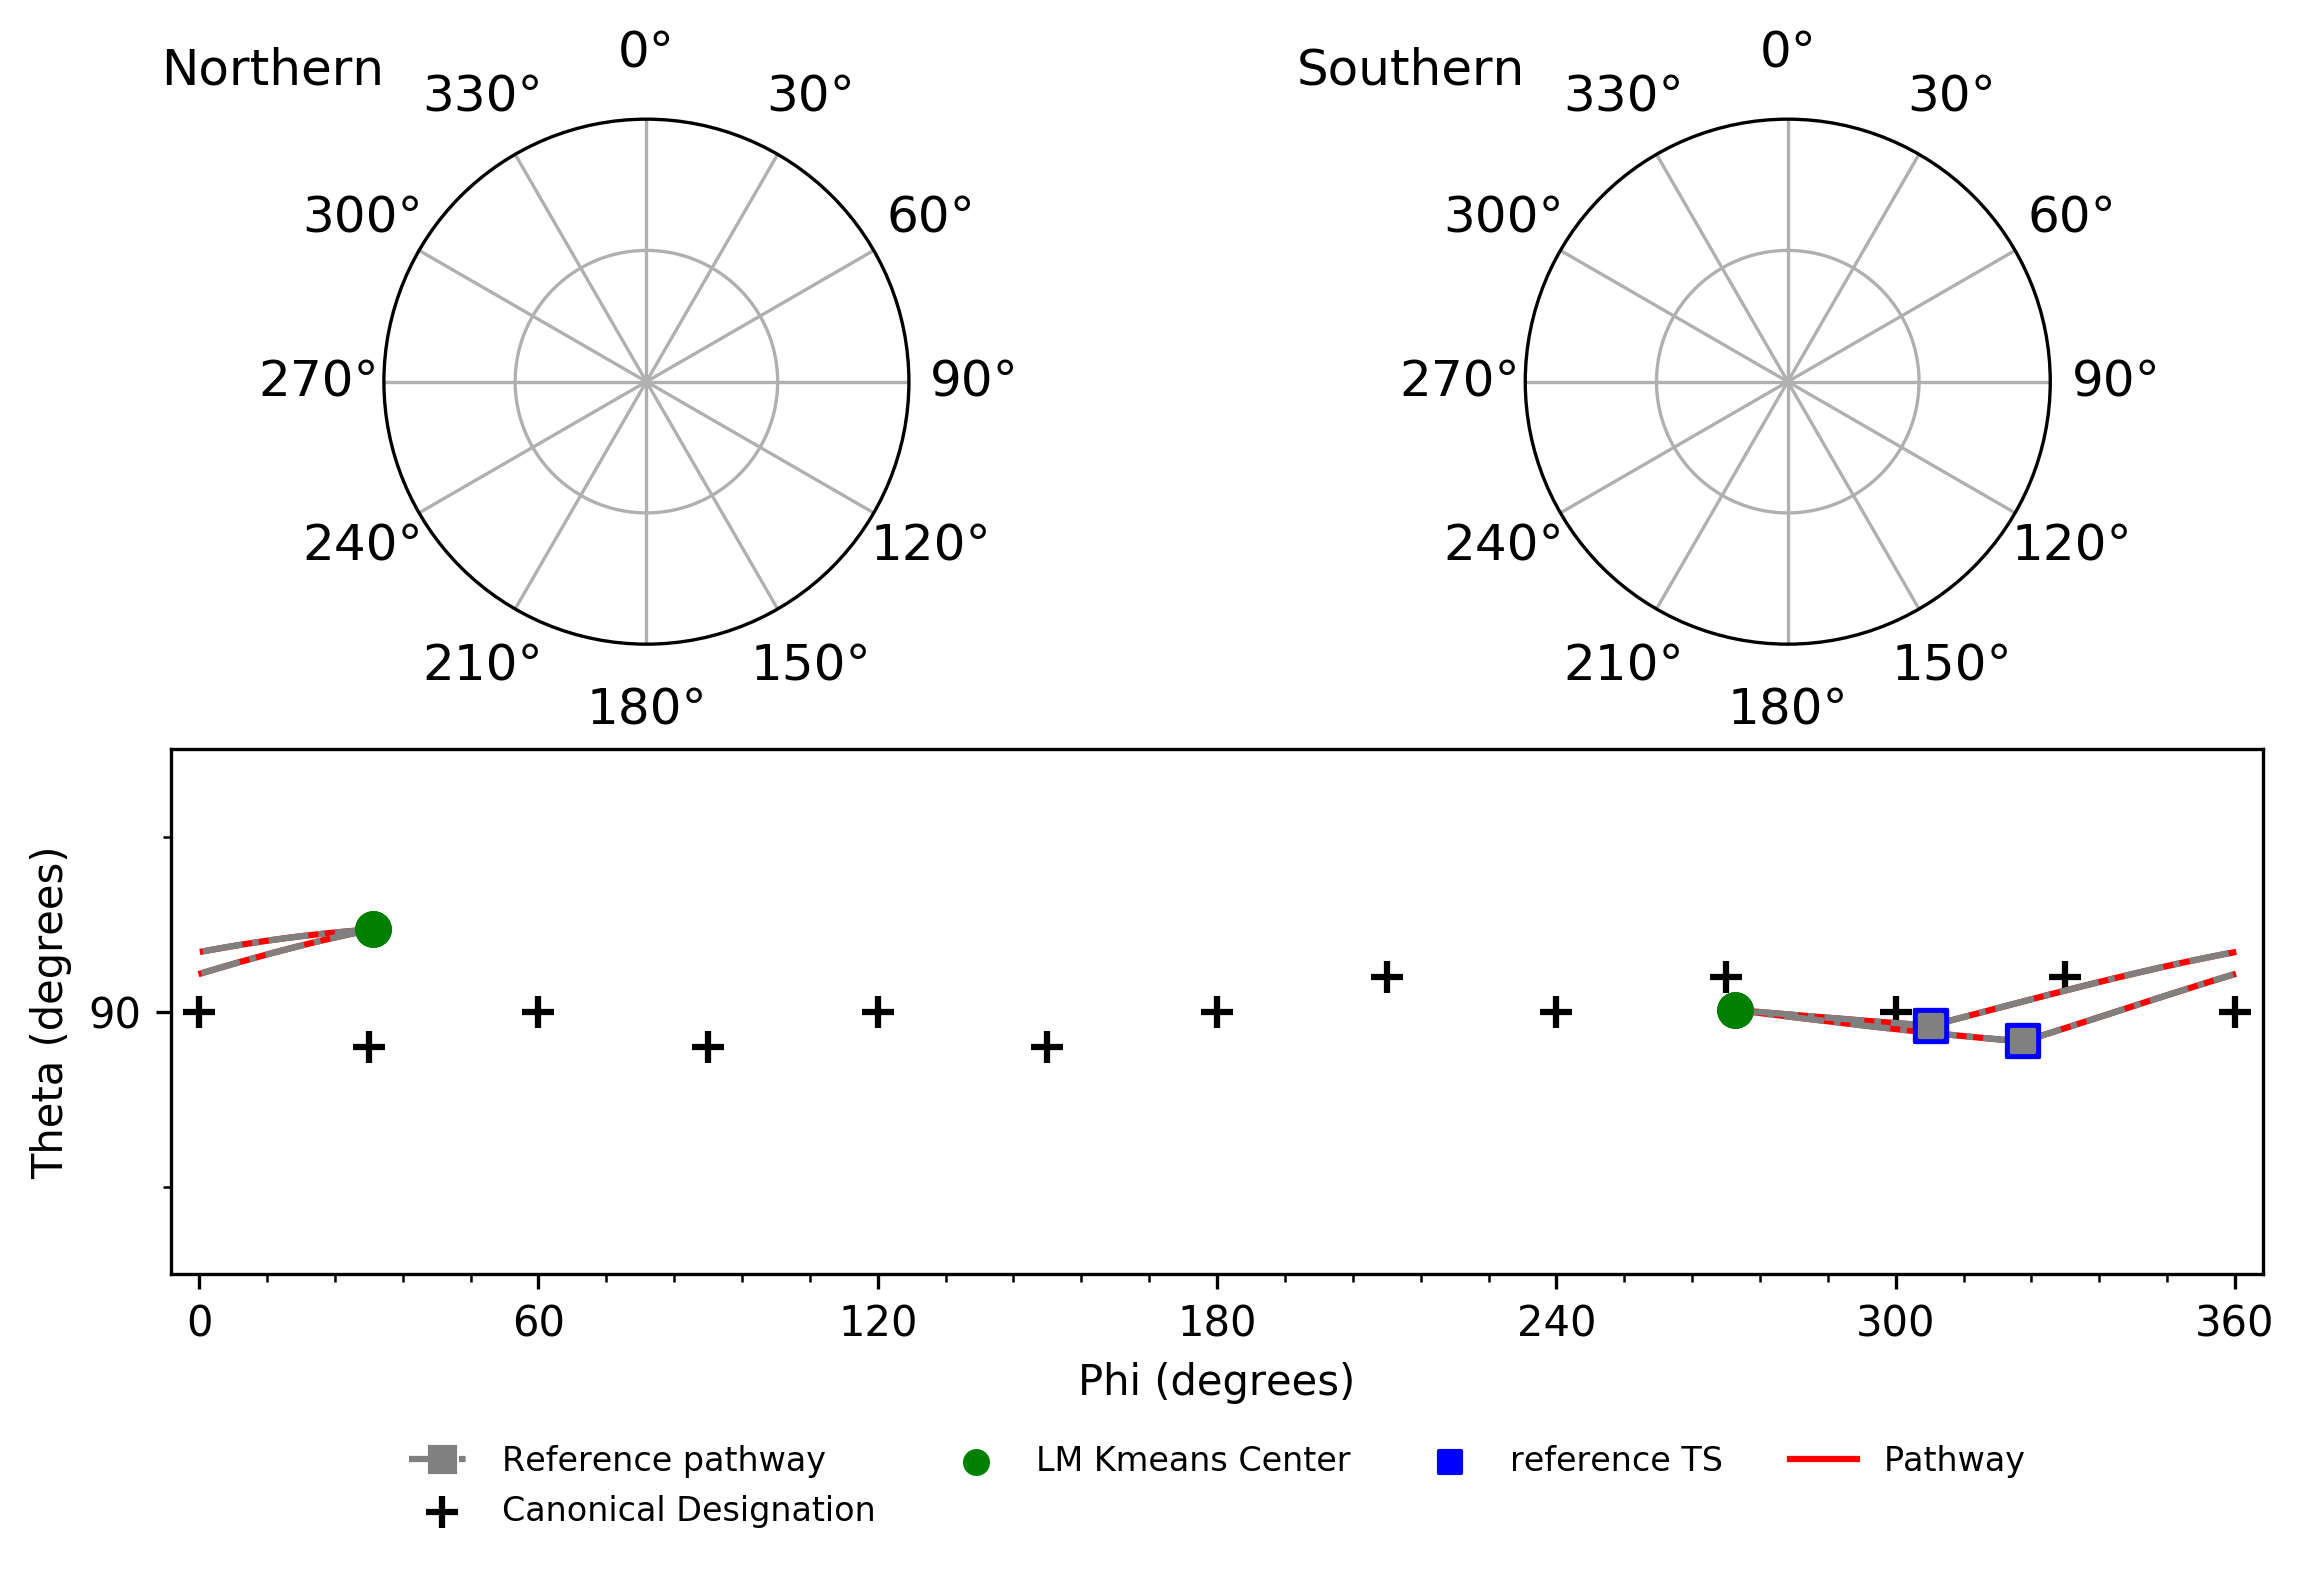 Northern
0°
30°
60°
90°
120°
150°
180°
210°
240°
270°
300°
330°
Southern
0°
30°
60°
90°
120°
150°
180°
210°
240°
270°
300°
330°
Theta (degrees)
90
0 60 120 180 240 300 360
Phi (degrees)
Reference pathway
Canonical Designation
LM Kmeans Center
reference TS
Pathway